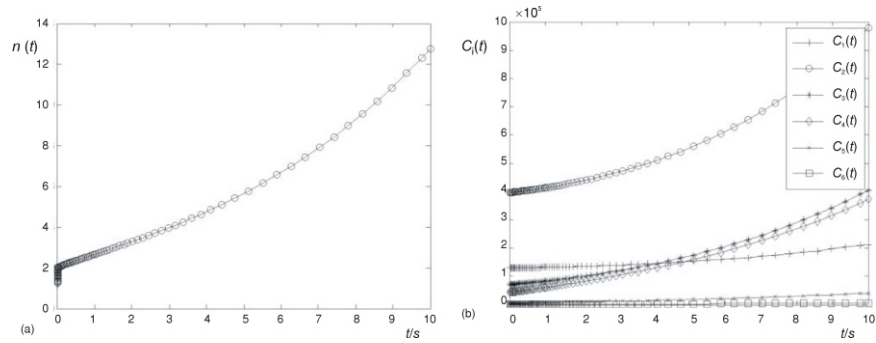 n (t)
14
12
10
8
6
4
2
0
0 1 2 3 4 5 6 7 8 9 10
(a)
t/s
×10⁵
Cᵢ(t)
10
9
8
7
6
5
4
3
2
1
0
C₁(t)
C₂(t)
C₃(t)
C₄(t)
C₅(t)
C₆(t)
0 1 2 3 4 5 6 7 8 9 10
(b)
t/s